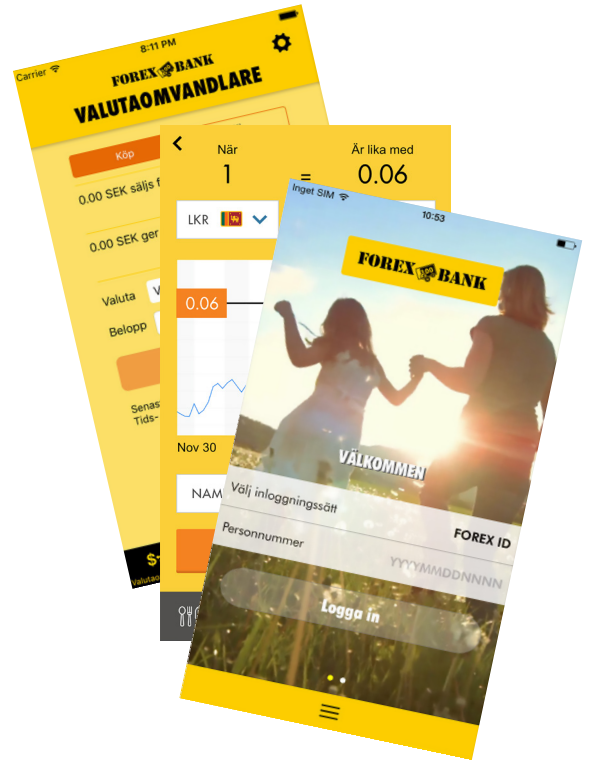 Carrier
8:11 PM
FOREX BANK
VALUTAOMVANDLARE
Köp
0.00 SEK säljs f
0.00 SEK ger
Valuta
V
Belopp
Senas
Tids-
$
Valutao
När
Är lika med
1
=
0.06
LKR
0.06
Nov 30
NAM
Inget SIM
10:53
FOREX BANK
VÄLKOMMEN
Välj inloggningssätt
FOREX ID
Personnummer
YYYYMMDDNNNN
Logga in